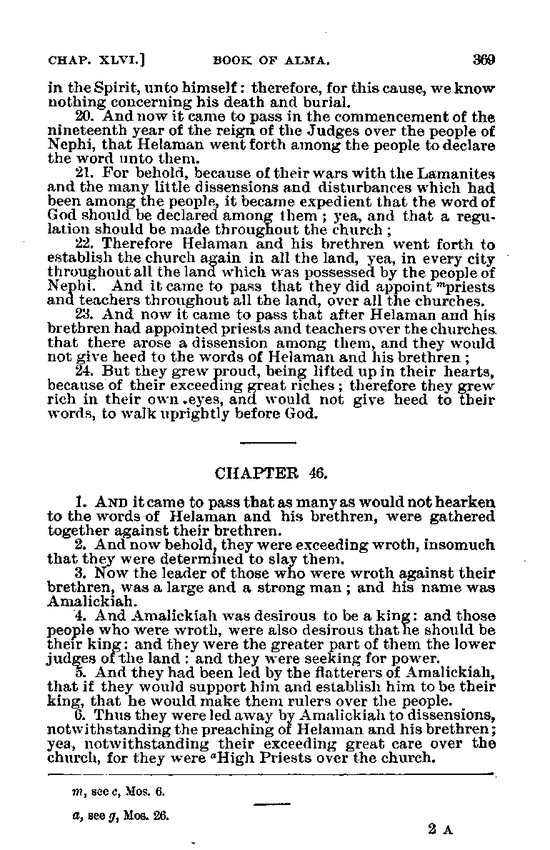 CHAP. XLVI.] BOOK OF ALMA. 369
in the Spirit, unto himself: therefore, for this cause, we know
nothing concerning his death and burial.
20. And now it came to pass in the commencement of the
nineteenth year of the reign of the Judges over the people of
Nephi, that Helaman went forth among the people to declare
the word unto them.
21. For behold, because of their wars with the Lamanites
and the many little dissensions and disturbances which had
been among the people, it became expedient that the word of
God should be declared among them; yea, and that a regu-
lation should be made throughout the church;
22. Therefore Helaman and his brethren went forth to
establish the church again in all the land, yea, in every city
throughout all the land which was possessed by the people of
Nephi. And it came to pass that they did appoint ᵐpriests
and teachers throughout all the land, over all the churches.
23. And now it came to pass that after Helaman and his
brethren had appointed priests and teachers over the churches.
that there arose a dissension among them, and they would
not give heed to the words of Helaman and his brethren;
24. But they grew proud, being lifted up in their hearts,
because of their exceeding great riches; therefore they grew
rich in their own eyes, and would not give heed to their
words, to walk uprightly before God.
CHAPTER 46.
1. AND it came to pass that as many as would not hearken
to the words of Helaman and his brethren, were gathered
together against their brethren.
2. And now behold, they were exceeding wroth, insomuch
that they were determined to slay them.
3. Now the leader of those who were wroth against their
brethren, was a large and a strong man; and his name was
Amalickiah.
4. And Amalickiah was desirous to be a king: and those
people who were wroth, were also desirous that he should be
their king: and they were the greater part of them the lower
judges of the land: and they were seeking for power.
5. And they had been led by the flatterers of Amalickiah,
that if they would support him and establish him to be their
king, that he would make them rulers over the people.
6. Thus they were led away by Amalickiah to dissensions,
notwithstanding the preaching of Helaman and his brethren;
yea, notwithstanding their exceeding great care over the
church, for they were ᵃHigh Priests over the church.
m, see c, Mos. 6.
a, see g, Mos. 26.
2 A